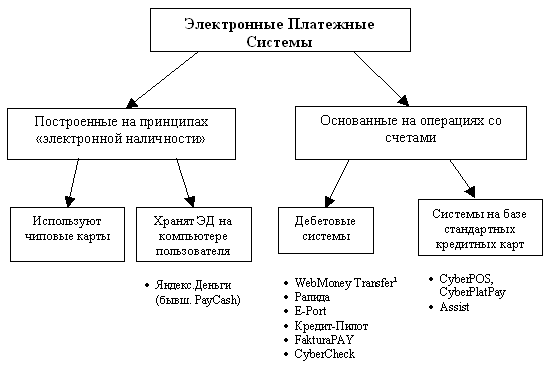 Электронные Платежные
Системы
Построенные на принципах
«электронной наличности»
Основанные на операциях со
счетами
Используют
чиповые карты
Хранят ЭД на
компьютере
пользователя
Дебетовые
системы
Системы на базе
стандартных
кредитных карт
• Яндекс.Деньги
(бывш. PayCash)
• WebMoney Transfer¹
• Рапида
• E-Port
• Кредит-Пилот
• FakturaPAY
• CyberCheck
• CyberPOS,
CyberPlatPay
• Assist